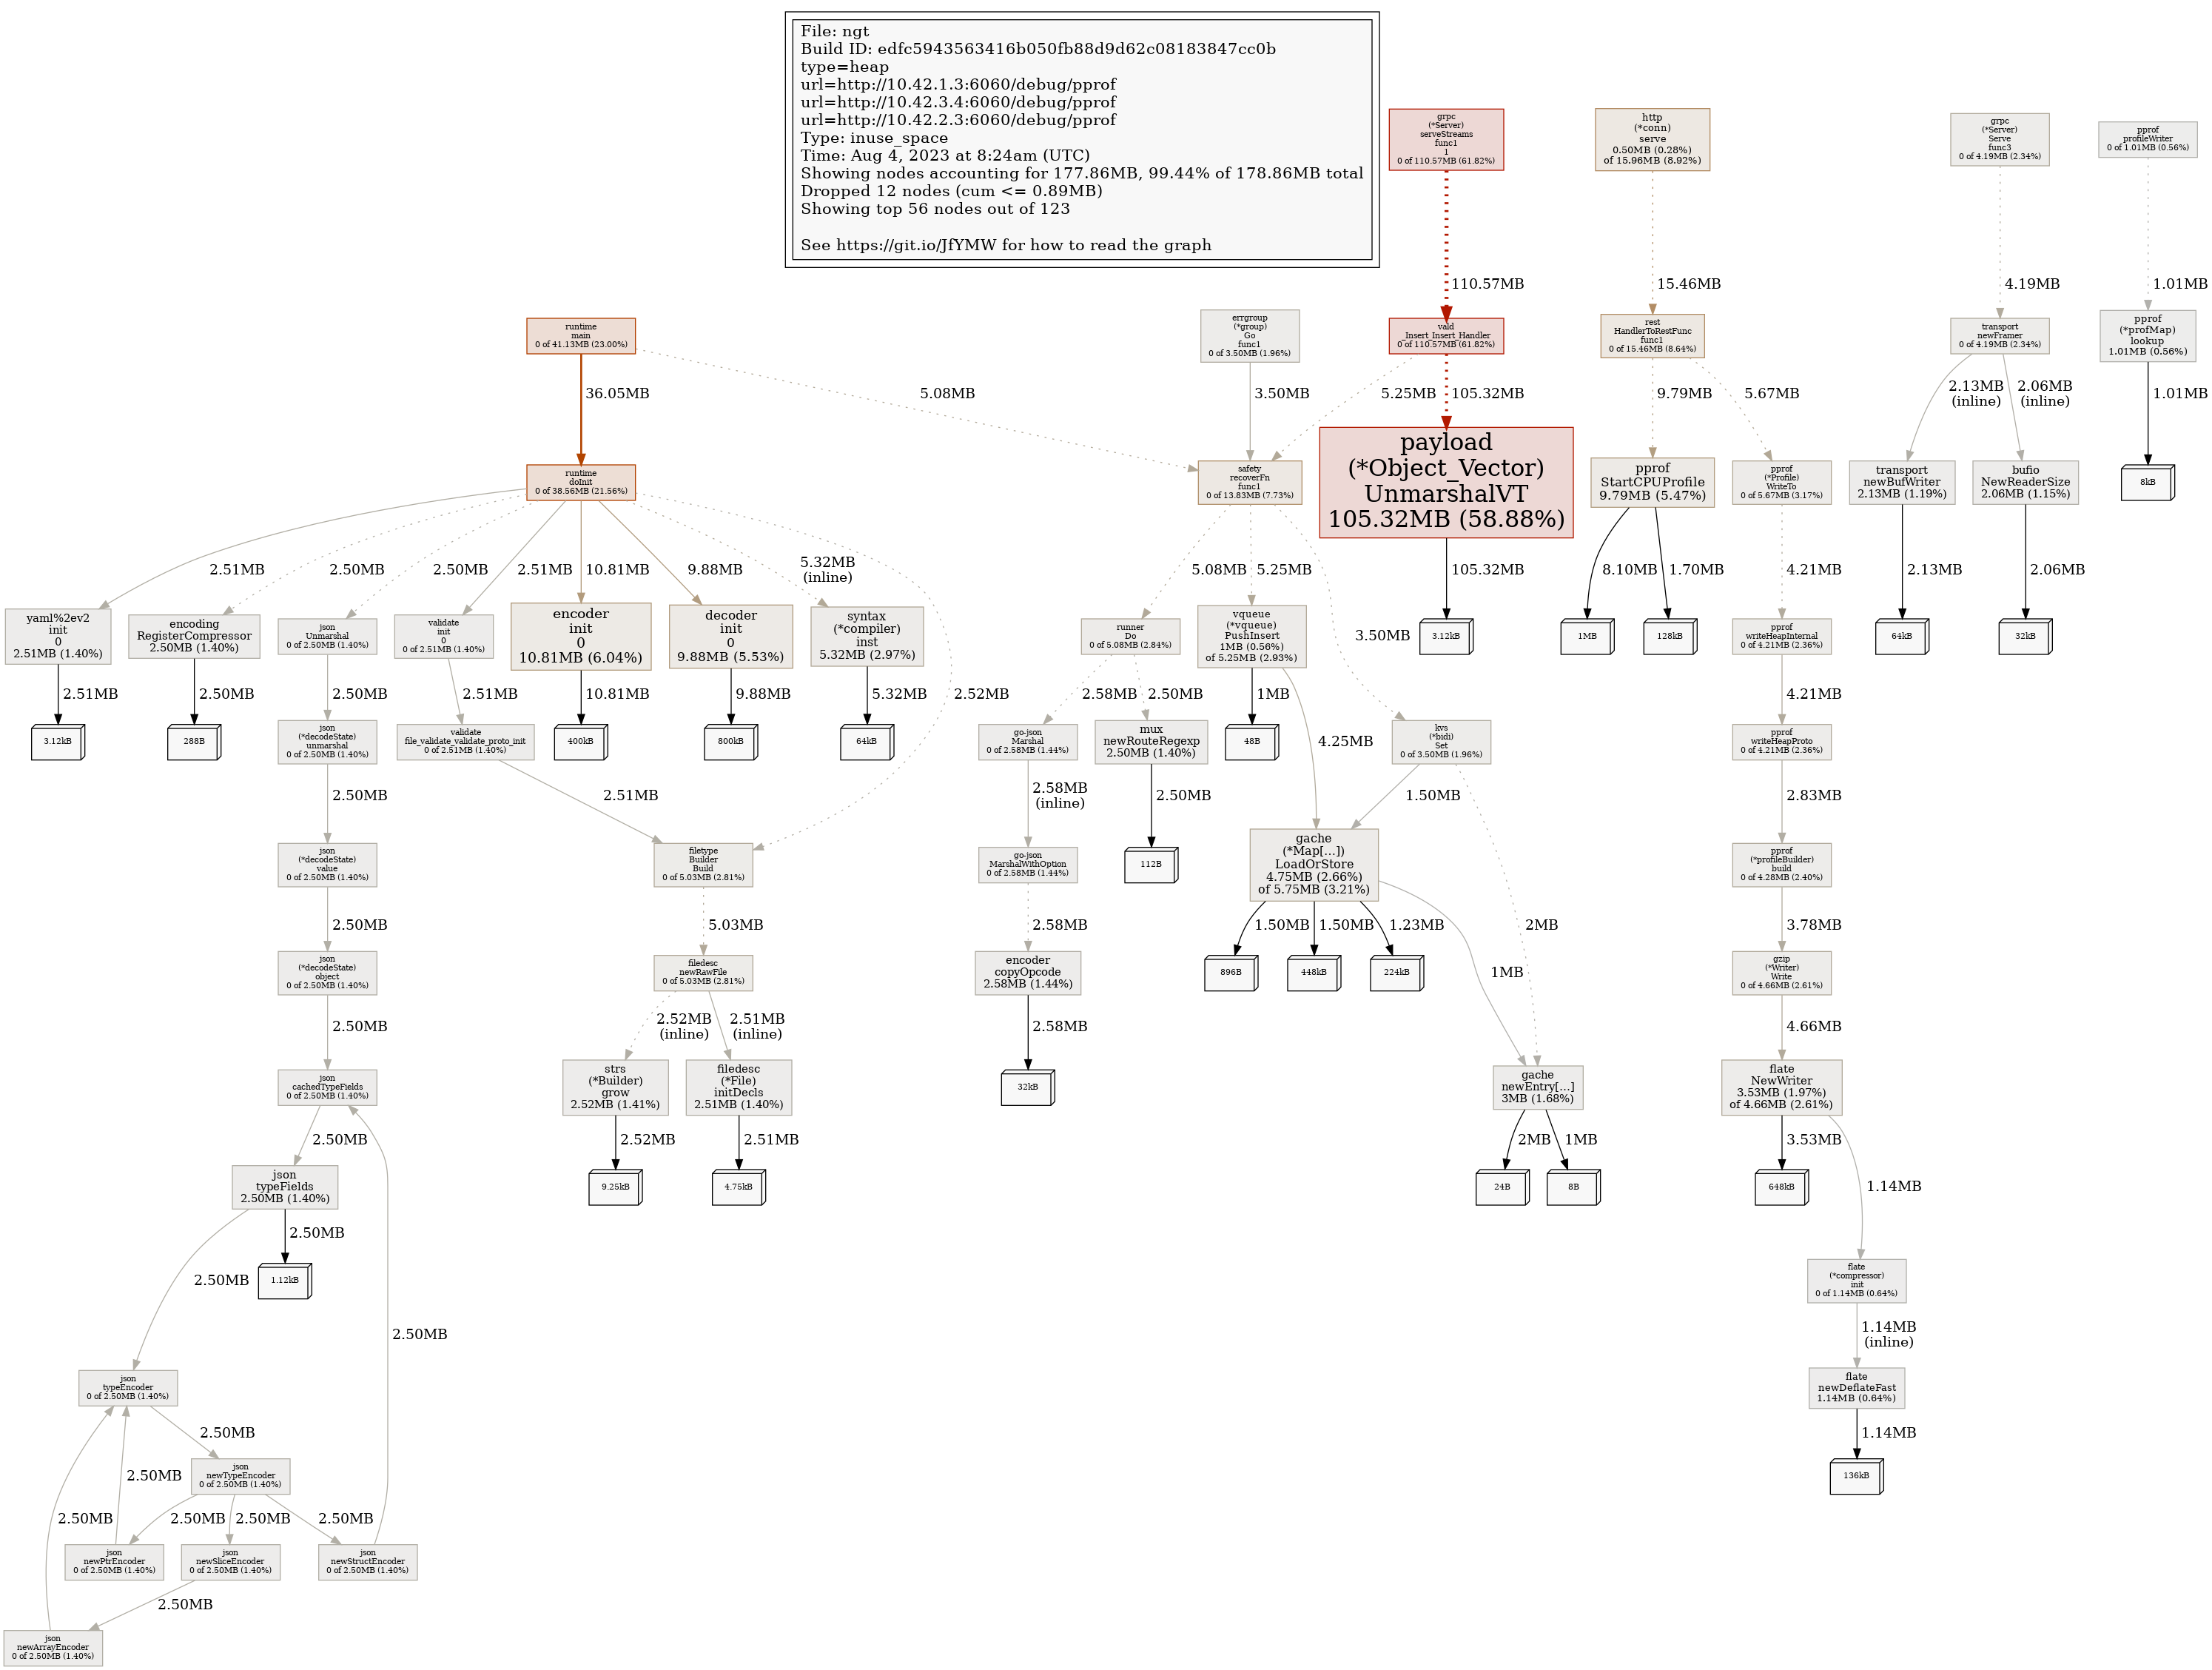 File: ngt
Build ID: edfc5943563416b050fb88d9d62c08183847cc0b
type=heap
url=http://10.42.1.3:6060/debug/pprof
url=http://10.42.3.4:6060/debug/pprof
url=http://10.42.2.3:6060/debug/pprof
Type: inuse_space
Time: Aug 4, 2023 at 8:24am (UTC)
Showing nodes accounting for 177.86MB, 99.44% of 178.86MB total
Dropped 12 nodes (cum <= 0.89MB)
Showing top 56 nodes out of 123
See https://git.io/JfYMW for how to read the graph
grpc
(*Server)
serveStreams
func1
1
0 of 110.57MB (61.82%)
http
(*conn)
serve
0.50MB (0.28%)
of 15.96MB (8.92%)
grpc
(*Server)
Serve
func3
0 of 4.19MB (2.34%)
pprof
profileWriter
0 of 1.01MB (0.56%)
110.57MB
15.46MB
4.19MB
1.01MB
runtime
main
0 of 41.13MB (23.00%)
errgroup
(*group)
Go
func1
0 of 3.50MB (1.96%)
vald
_Insert_Insert_Handler
0 of 110.57MB (61.82%)
rest
HandlerToRestFunc
func1
0 of 15.46MB (8.64%)
transport
newFramer
0 of 4.19MB (2.34%)
pprof
(*profMap)
lookup
1.01MB (0.56%)
36.05MB
5.08MB
3.50MB
5.25MB
105.32MB
9.79MB
5.67MB
2.13MB
(inline)
2.06MB
(inline)
1.01MB
runtime
doInit
0 of 38.56MB (21.56%)
safety
recoverFn
func1
0 of 13.83MB (7.73%)
payload
(*Object_Vector)
UnmarshalVT
105.32MB (58.88%)
pprof
StartCPUProfile
9.79MB (5.47%)
pprof
(*Profile)
WriteTo
0 of 5.67MB (3.17%)
transport
newBufWriter
2.13MB (1.19%)
bufio
NewReaderSize
2.06MB (1.15%)
8kB
2.51MB
2.50MB
2.50MB
2.51MB
10.81MB
9.88MB
5.32MB
(inline)
2.52MB
5.08MB
5.25MB
3.50MB
105.32MB
8.10MB
1.70MB
4.21MB
2.13MB
2.06MB
yaml%2ev2
init
0
2.51MB (1.40%)
encoding
RegisterCompressor
2.50MB (1.40%)
json
Unmarshal
0 of 2.50MB (1.40%)
validate
init
0
0 of 2.51MB (1.40%)
encoder
init
0
10.81MB (6.04%)
decoder
init
0
9.88MB (5.53%)
syntax
(*compiler)
inst
5.32MB (2.97%)
runner
Do
0 of 5.08MB (2.84%)
vqueue
(*vqueue)
PushInsert
1MB (0.56%)
of 5.25MB (2.93%)
3.12kB
1MB
128kB
pprof
writeHeapInternal
0 of 4.21MB (2.36%)
64kB
32kB
2.51MB
2.50MB
2.50MB
2.51MB
10.81MB
9.88MB
5.32MB
2.58MB
2.50MB
1MB
4.25MB
4.21MB
3.12kB
288B
json
(*decodeState)
unmarshal
0 of 2.50MB (1.40%)
validate
file_validate_validate_proto_init
0 of 2.51MB (1.40%)
400kB
800kB
64kB
go-json
Marshal
0 of 2.58MB (1.44%)
mux
newRouteRegexp
2.50MB (1.40%)
48B
kvs
(*bidi)
Set
0 of 3.50MB (1.96%)
pprof
writeHeapProto
0 of 4.21MB (2.36%)
2.50MB
2.51MB
2.58MB
(inline)
2.50MB
1.50MB
2MB
2.83MB
json
(*decodeState)
value
0 of 2.50MB (1.40%)
filetype
Builder
Build
0 of 5.03MB (2.81%)
go-json
MarshalWithOption
0 of 2.58MB (1.44%)
112B
gache
(*Map[...])
LoadOrStore
4.75MB (2.66%)
of 5.75MB (3.21%)
pprof
(*profileBuilder)
build
0 of 4.28MB (2.40%)
2.50MB
5.03MB
2.58MB
1.50MB
1.50MB
1.23MB
1MB
3.78MB
json
(*decodeState)
object
0 of 2.50MB (1.40%)
filedesc
newRawFile
0 of 5.03MB (2.81%)
encoder
copyOpcode
2.58MB (1.44%)
896B
448kB
224kB
gzip
(*Writer)
Write
0 of 4.66MB (2.61%)
2.50MB
2.52MB
(inline)
2.51MB
(inline)
2.58MB
4.66MB
json
cachedTypeFields
0 of 2.50MB (1.40%)
strs
(*Builder)
grow
2.52MB (1.41%)
filedesc
(*File)
initDecls
2.51MB (1.40%)
32kB
gache
newEntry[...]
3MB (1.68%)
flate
NewWriter
3.53MB (1.97%)
of 4.66MB (2.61%)
2.50MB
2.52MB
2.51MB
2MB
1MB
3.53MB
1.14MB
json
typeFields
2.50MB (1.40%)
9.25kB
4.75kB
24B
8B
648kB
2.50MB
2.50MB
1.12kB
flate
(*compressor)
init
0 of 1.14MB (0.64%)
2.50MB
1.14MB
(inline)
json
typeEncoder
0 of 2.50MB (1.40%)
flate
newDeflateFast
1.14MB (0.64%)
2.50MB
1.14MB
json
newTypeEncoder
0 of 2.50MB (1.40%)
136kB
2.50MB
2.50MB
2.50MB
2.50MB
2.50MB
json
newPtrEncoder
0 of 2.50MB (1.40%)
json
newSliceEncoder
0 of 2.50MB (1.40%)
json
newStructEncoder
0 of 2.50MB (1.40%)
2.50MB
json
newArrayEncoder
0 of 2.50MB (1.40%)